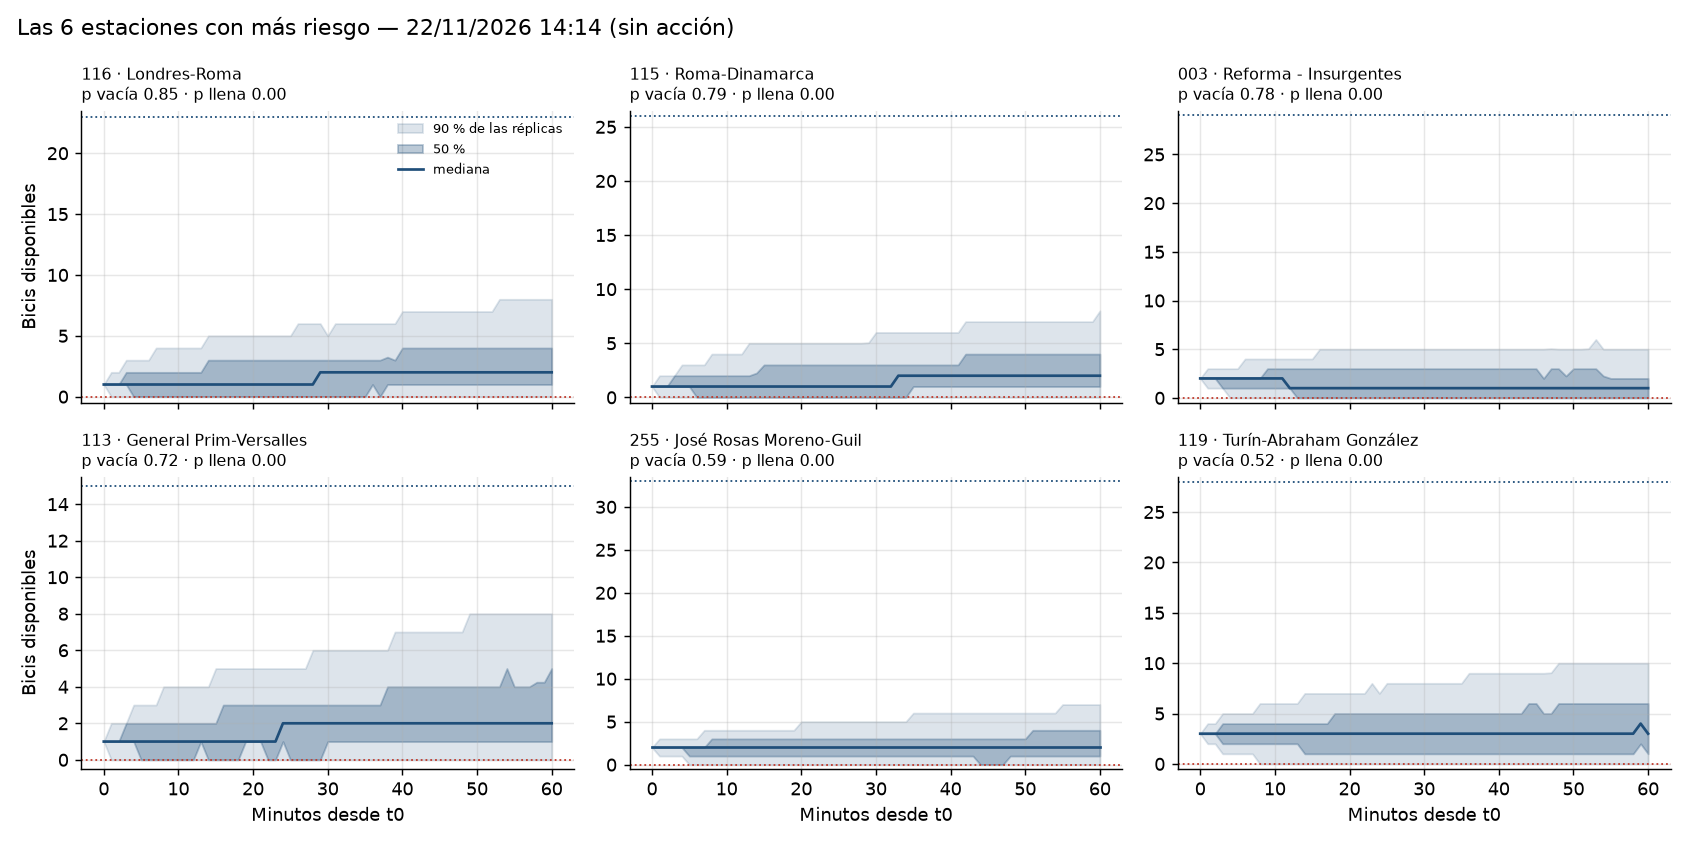 Las 6 estaciones con más riesgo — 22/11/2026 14:14 (sin acción)
116 · Londres-Roma
p vacía 0.85 · p llena 0.00
90 % de las réplicas
50 %
mediana
20
15
10
5
0
Bicis disponibles
115 · Roma-Dinamarca
p vacía 0.79 · p llena 0.00
25
20
15
10
5
0
003 · Reforma - Insurgentes
p vacía 0.78 · p llena 0.00
25
20
15
10
5
0
113 · General Prim-Versalles
p vacía 0.72 · p llena 0.00
14
12
10
8
6
4
2
0
Bicis disponibles
0 10 20 30 40 50 60
Minutos desde t0
255 · José Rosas Moreno-Guil
p vacía 0.59 · p llena 0.00
30
25
20
15
10
5
0
0 10 20 30 40 50 60
Minutos desde t0
119 · Turín-Abraham González
p vacía 0.52 · p llena 0.00
25
20
15
10
5
0
0 10 20 30 40 50 60
Minutos desde t0